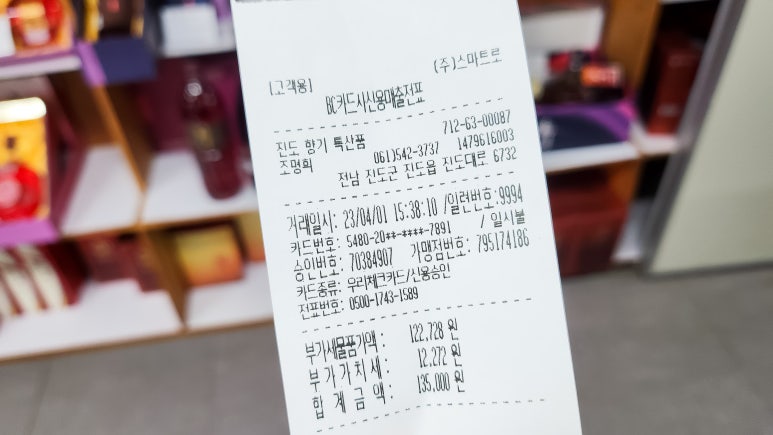 (주)스마트로
[고객용]
BC카드사신용매출전표
진도 향기 특산품 712-63-00087
조명희 061)542-3737 1479616003
전남 진도군 진도읍 진도대로 6732
거래일시: 23/04/01 15:38:10 /일련번호:9994
카드번호: 5480-20**-****-7891 / 일시불
승인번호: 70384907 가맹점번호: 795174186
카드종류: 우리체크카드/신용승인
전표번호: 0500-1743-1589
부가세물품가액: 122,728 원
부가가치세: 12,272 원
합계금액: 135,000 원